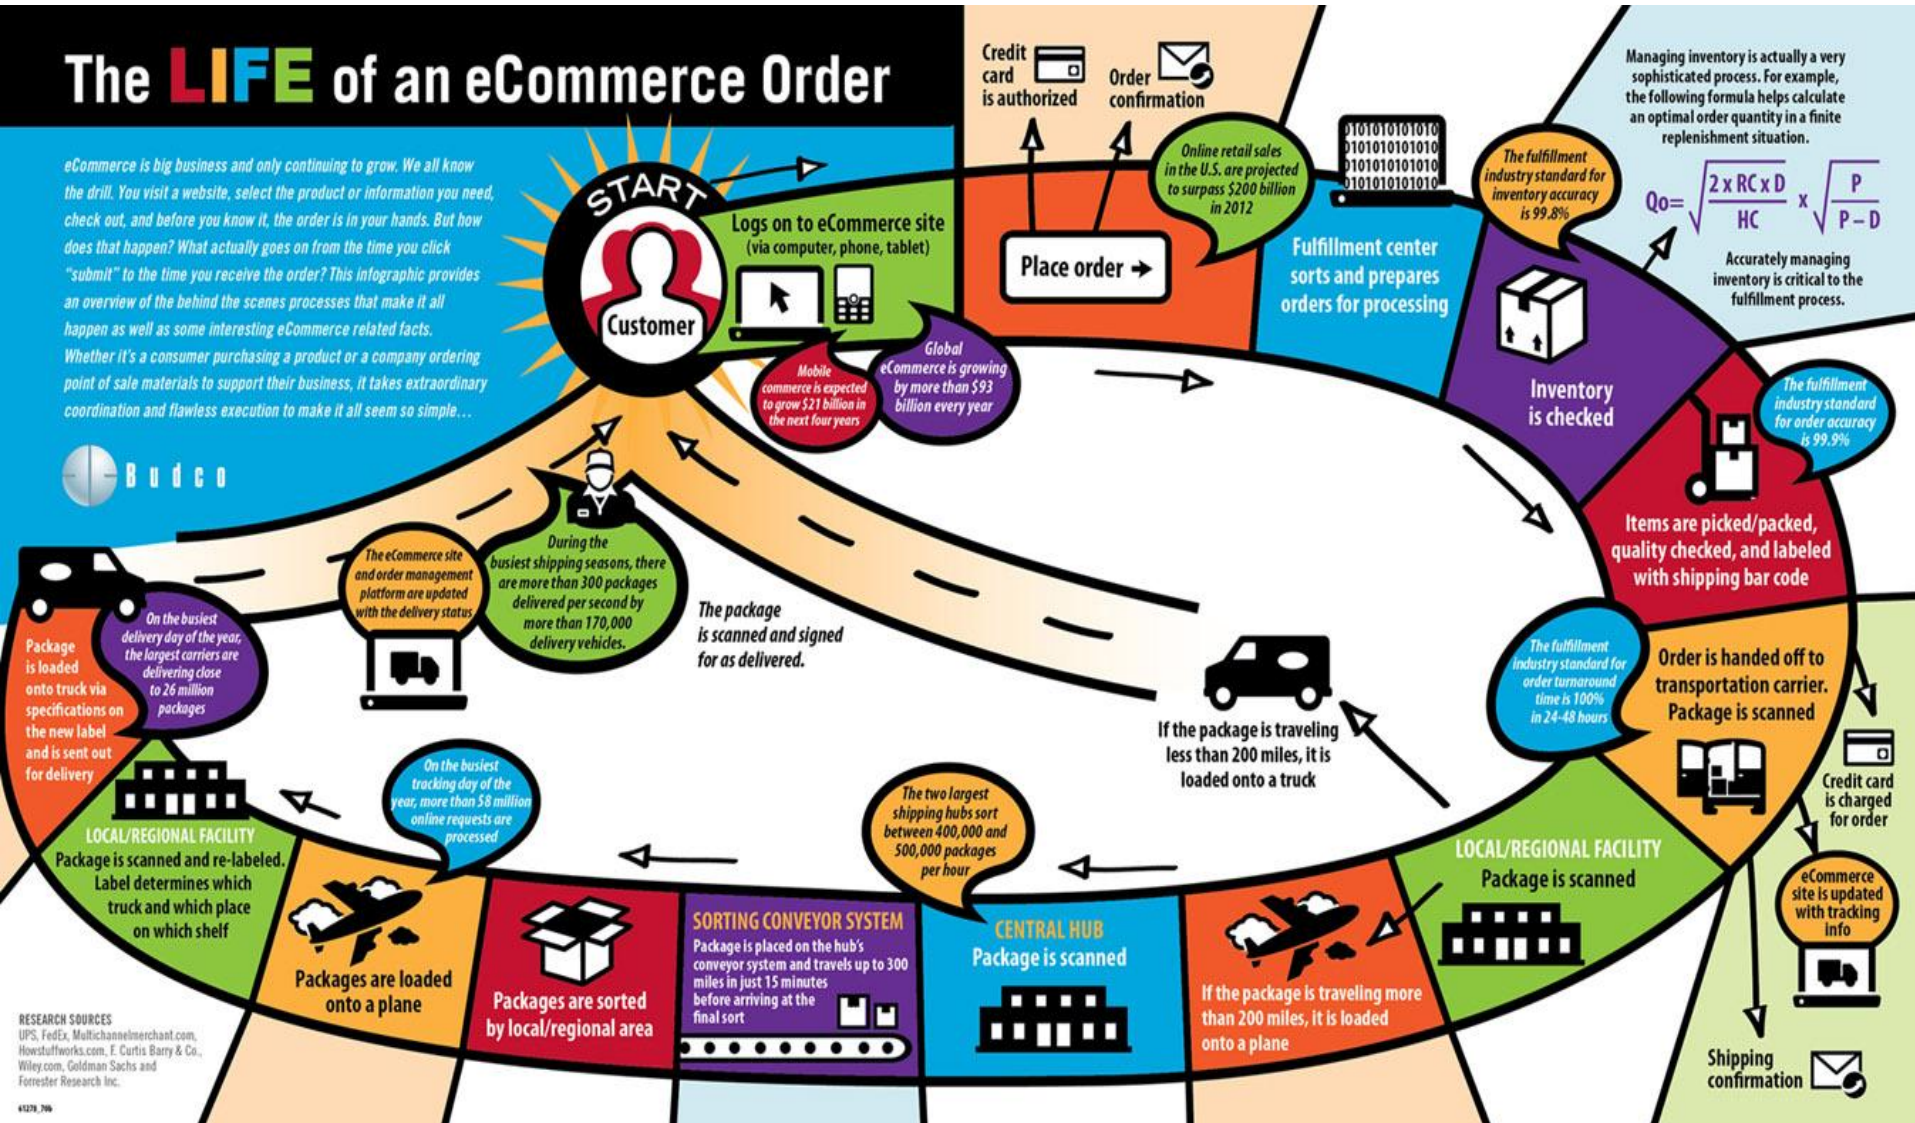 The LIFE of an eCommerce Order
eCommerce is big business and only continuing to grow. We all know
the drill. You visit a website, select the product or information you need,
check out, and before you know it, the order is in your hands. But how
does that happen? What actually goes on from the time you click
"submit" to the time you receive the order? This infographic provides
an overview of the behind the scenes processes that make it all
happen as well as some interesting eCommerce related facts.
Whether it's a consumer purchasing a product or a company ordering
point of sale materials to support their business, it takes extraordinary
coordination and flawless execution to make it all seem so simple...
Budco
START
Customer
Logs on to eCommerce site
(via computer, phone, tablet)
Mobile
commerce is expected
to grow $21 billion in
the next four years
Global
eCommerce is growing
by more than $93
billion every year
Credit
card
is authorized
Order
confirmation
Place order
Online retail sales
in the U.S. are projected
to surpass $200 billion
in 2012
0101010101010
0101010101010
0101010101010
0101010101010
Fulfillment center
sorts and prepares
orders for processing
The fulfillment
industry standard for
inventory accuracy
is 99.8%
Inventory
is checked
Managing inventory is actually a very
sophisticated process. For example,
the following formula helps calculate
an optimal order quantity in a finite
replenishment situation.
Qo= √ 2 x RC x D / HC x √ P / P – D
Accurately managing
inventory is critical to the
fulfillment process.
The fulfillment
industry standard
for order accuracy
is 99.9%
Items are picked/packed,
quality checked, and labeled
with shipping bar code
The fulfillment
industry standard for
order turnaround
time is 100%
in 24-48 hours
Order is handed off to
transportation carrier.
Package is scanned
Credit card
is charged
for order
eCommerce
site is updated
with tracking
info
Shipping
confirmation
LOCAL/REGIONAL FACILITY
Package is scanned
If the package is traveling
less than 200 miles, it is
loaded onto a truck
If the package is traveling more
than 200 miles, it is loaded
onto a plane
The two largest
shipping hubs sort
between 400,000 and
500,000 packages
per hour
CENTRAL HUB
Package is scanned
SORTING CONVEYOR SYSTEM
Package is placed on the hub's
conveyor system and travels up to 300
miles in just 15 minutes
before arriving at the
final sort
Packages are sorted
by local/regional area
On the busiest
tracking day of the
year, more than 58 million
online requests are
processed
Packages are loaded
onto a plane
LOCAL/REGIONAL FACILITY
Package is scanned and re-labeled.
Label determines which
truck and which place
on which shelf
Package
is loaded
onto truck via
specifications on
the new label
and is sent out
for delivery
On the busiest
delivery day of the year,
the largest carriers are
delivering close
to 26 million
packages
The eCommerce site
and order management
platform are updated
with the delivery status
During the
busiest shipping seasons, there
are more than 300 packages
delivered per second by
more than 170,000
delivery vehicles.
The package
is scanned and signed
for as delivered.
RESEARCH SOURCES
UPS, FedEx, Multichannelmerchant.com,
Howstuffworks.com, F. Curtis Barry & Co.,
Wiley.com, Goldman Sachs and
Forrester Research Inc.